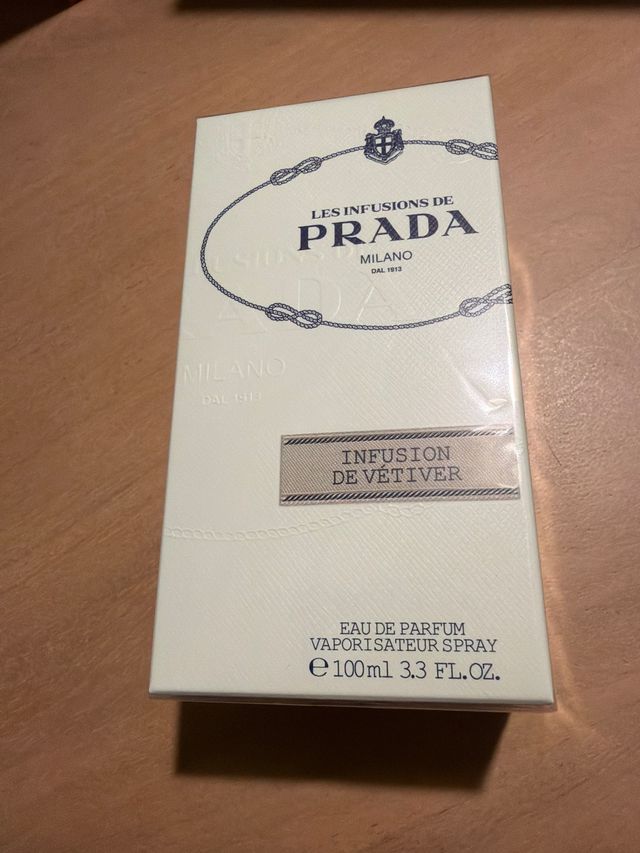 LES INFUSIONS DE
PRADA
MILANO
DAL 1913
MILANO
DAL 1913
INFUSION
DE VÉTIVER
EAU DE PARFUM
VAPORISATEUR SPRAY
℮ 100ml 3.3 FL.OZ.